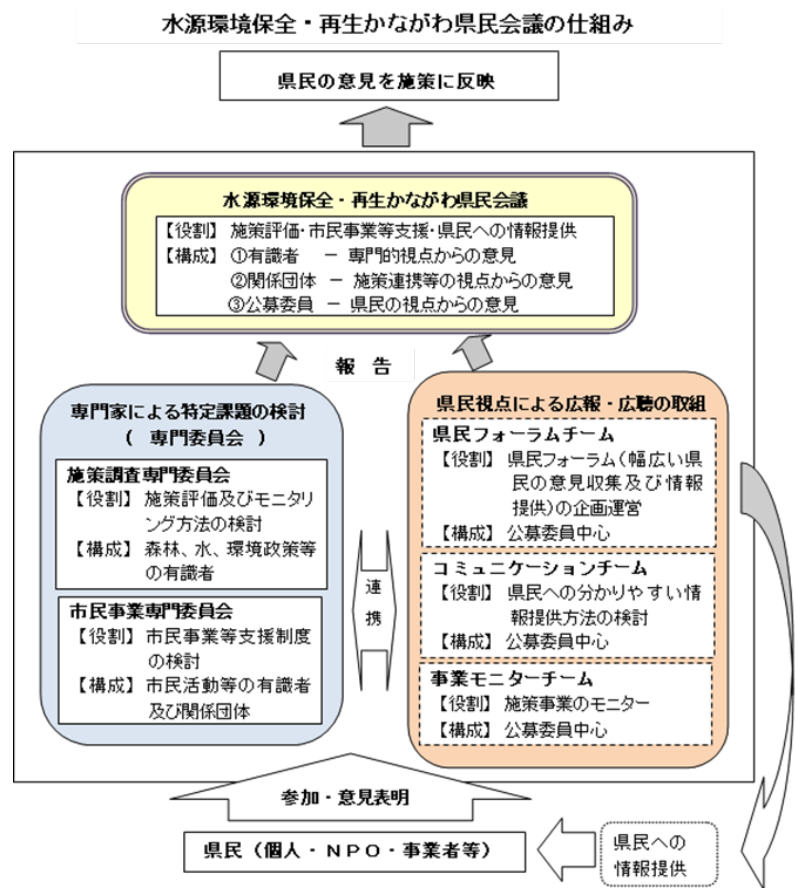 水源環境保全・再生かながわ県民会議の仕組み
県民の意見を施策に反映
水源環境保全・再生かながわ県民会議
【役割】 施策評価・市民事業等支援・県民への情報提供
【構成】 ①有識者 － 専門的視点からの意見
②関係団体 － 施策連携等の視点からの意見
③公募委員 － 県民の視点からの意見
報 告
専門家による特定課題の検討
（ 専門委員会 ）
施策調査専門委員会
【役割】 施策評価及びモニタリ
ング方法の検討
【構成】 森林、水、環境政策等
の有識者
市民事業専門委員会
【役割】 市民事業等支援制度
の検討
【構成】 市民活動等の有識者
及び関係団体
連
携
県民視点による広報・広聴の取組
県民フォーラムチーム
【役割】 県民フォーラム（幅広い県
民の意見収集及び情報
提供）の企画運営
【構成】 公募委員中心
コミュニケーションチーム
【役割】 県民への分かりやすい情
報提供方法の検討
【構成】 公募委員中心
事業モニターチーム
【役割】 施策事業のモニター
【構成】 公募委員中心
参加・意見表明
県民（個人・ＮＰＯ・事業者等）
県民への
情報提供